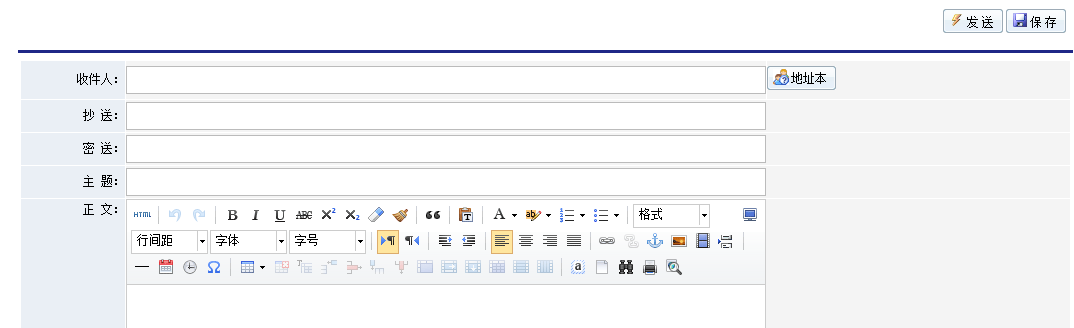 发送 保存
收件人： 地址本
抄 送：
密 送：
主 题：
正 文：
HTML B I U ABC X² X₂ T A ab 格式
行间距 字体 字号
a